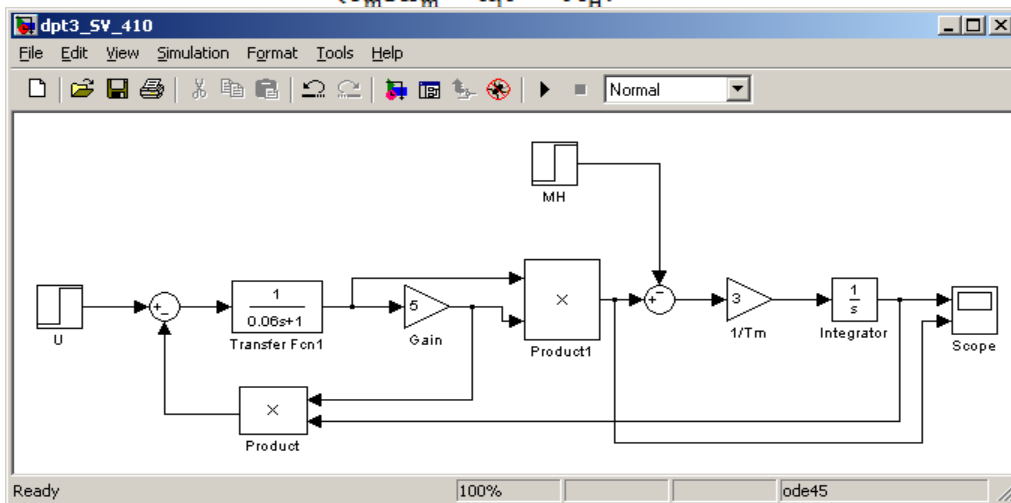 dpt3_SV_410
File Edit View Simulation Format Tools Help
Normal
MH
1
0.06s+1
Transfer Fcn1
U
5
Gain
×
Product1
3
1/Tm
1
s
Integrator
Scope
×
Product
Ready 100% ode45